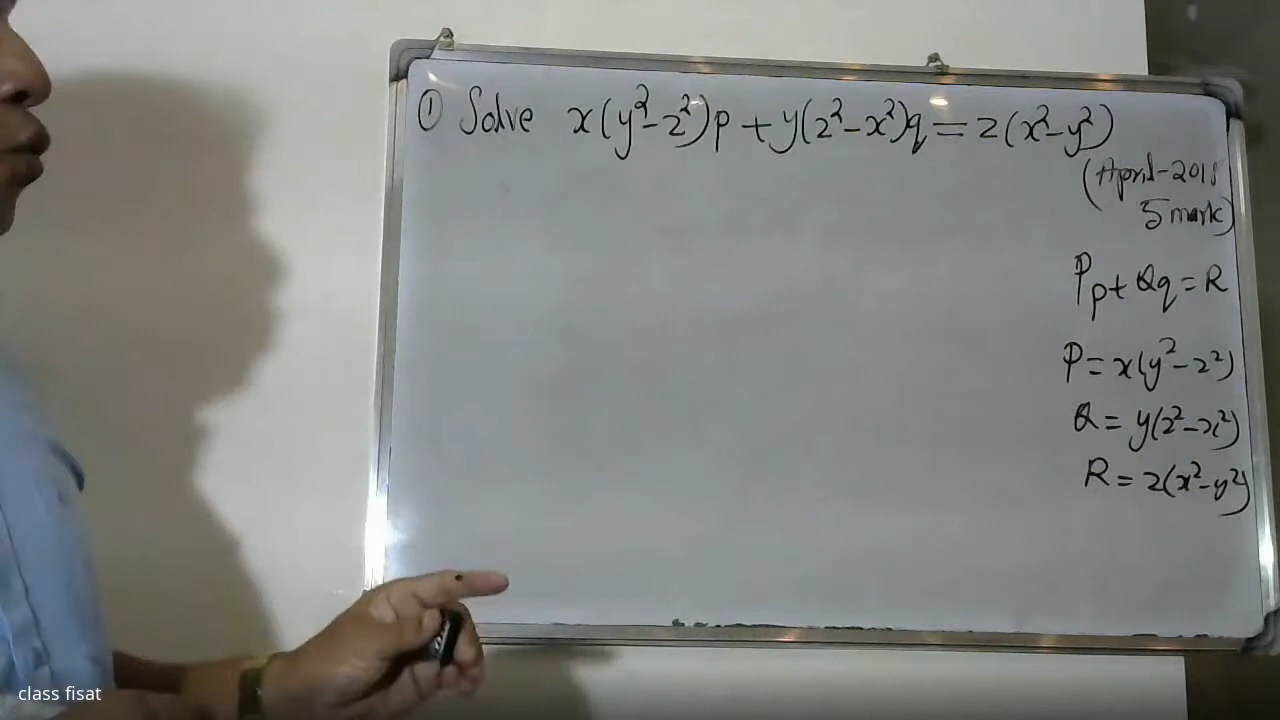 ① Solve x(y²-z²)p + y(z²-x²)q = z(x²-y²)
(April-2018
5 mark)
Pp + Qq = R
P = x(y²-z²)
Q = y(z²-x²)
R = z(x²-y²)
class fisat